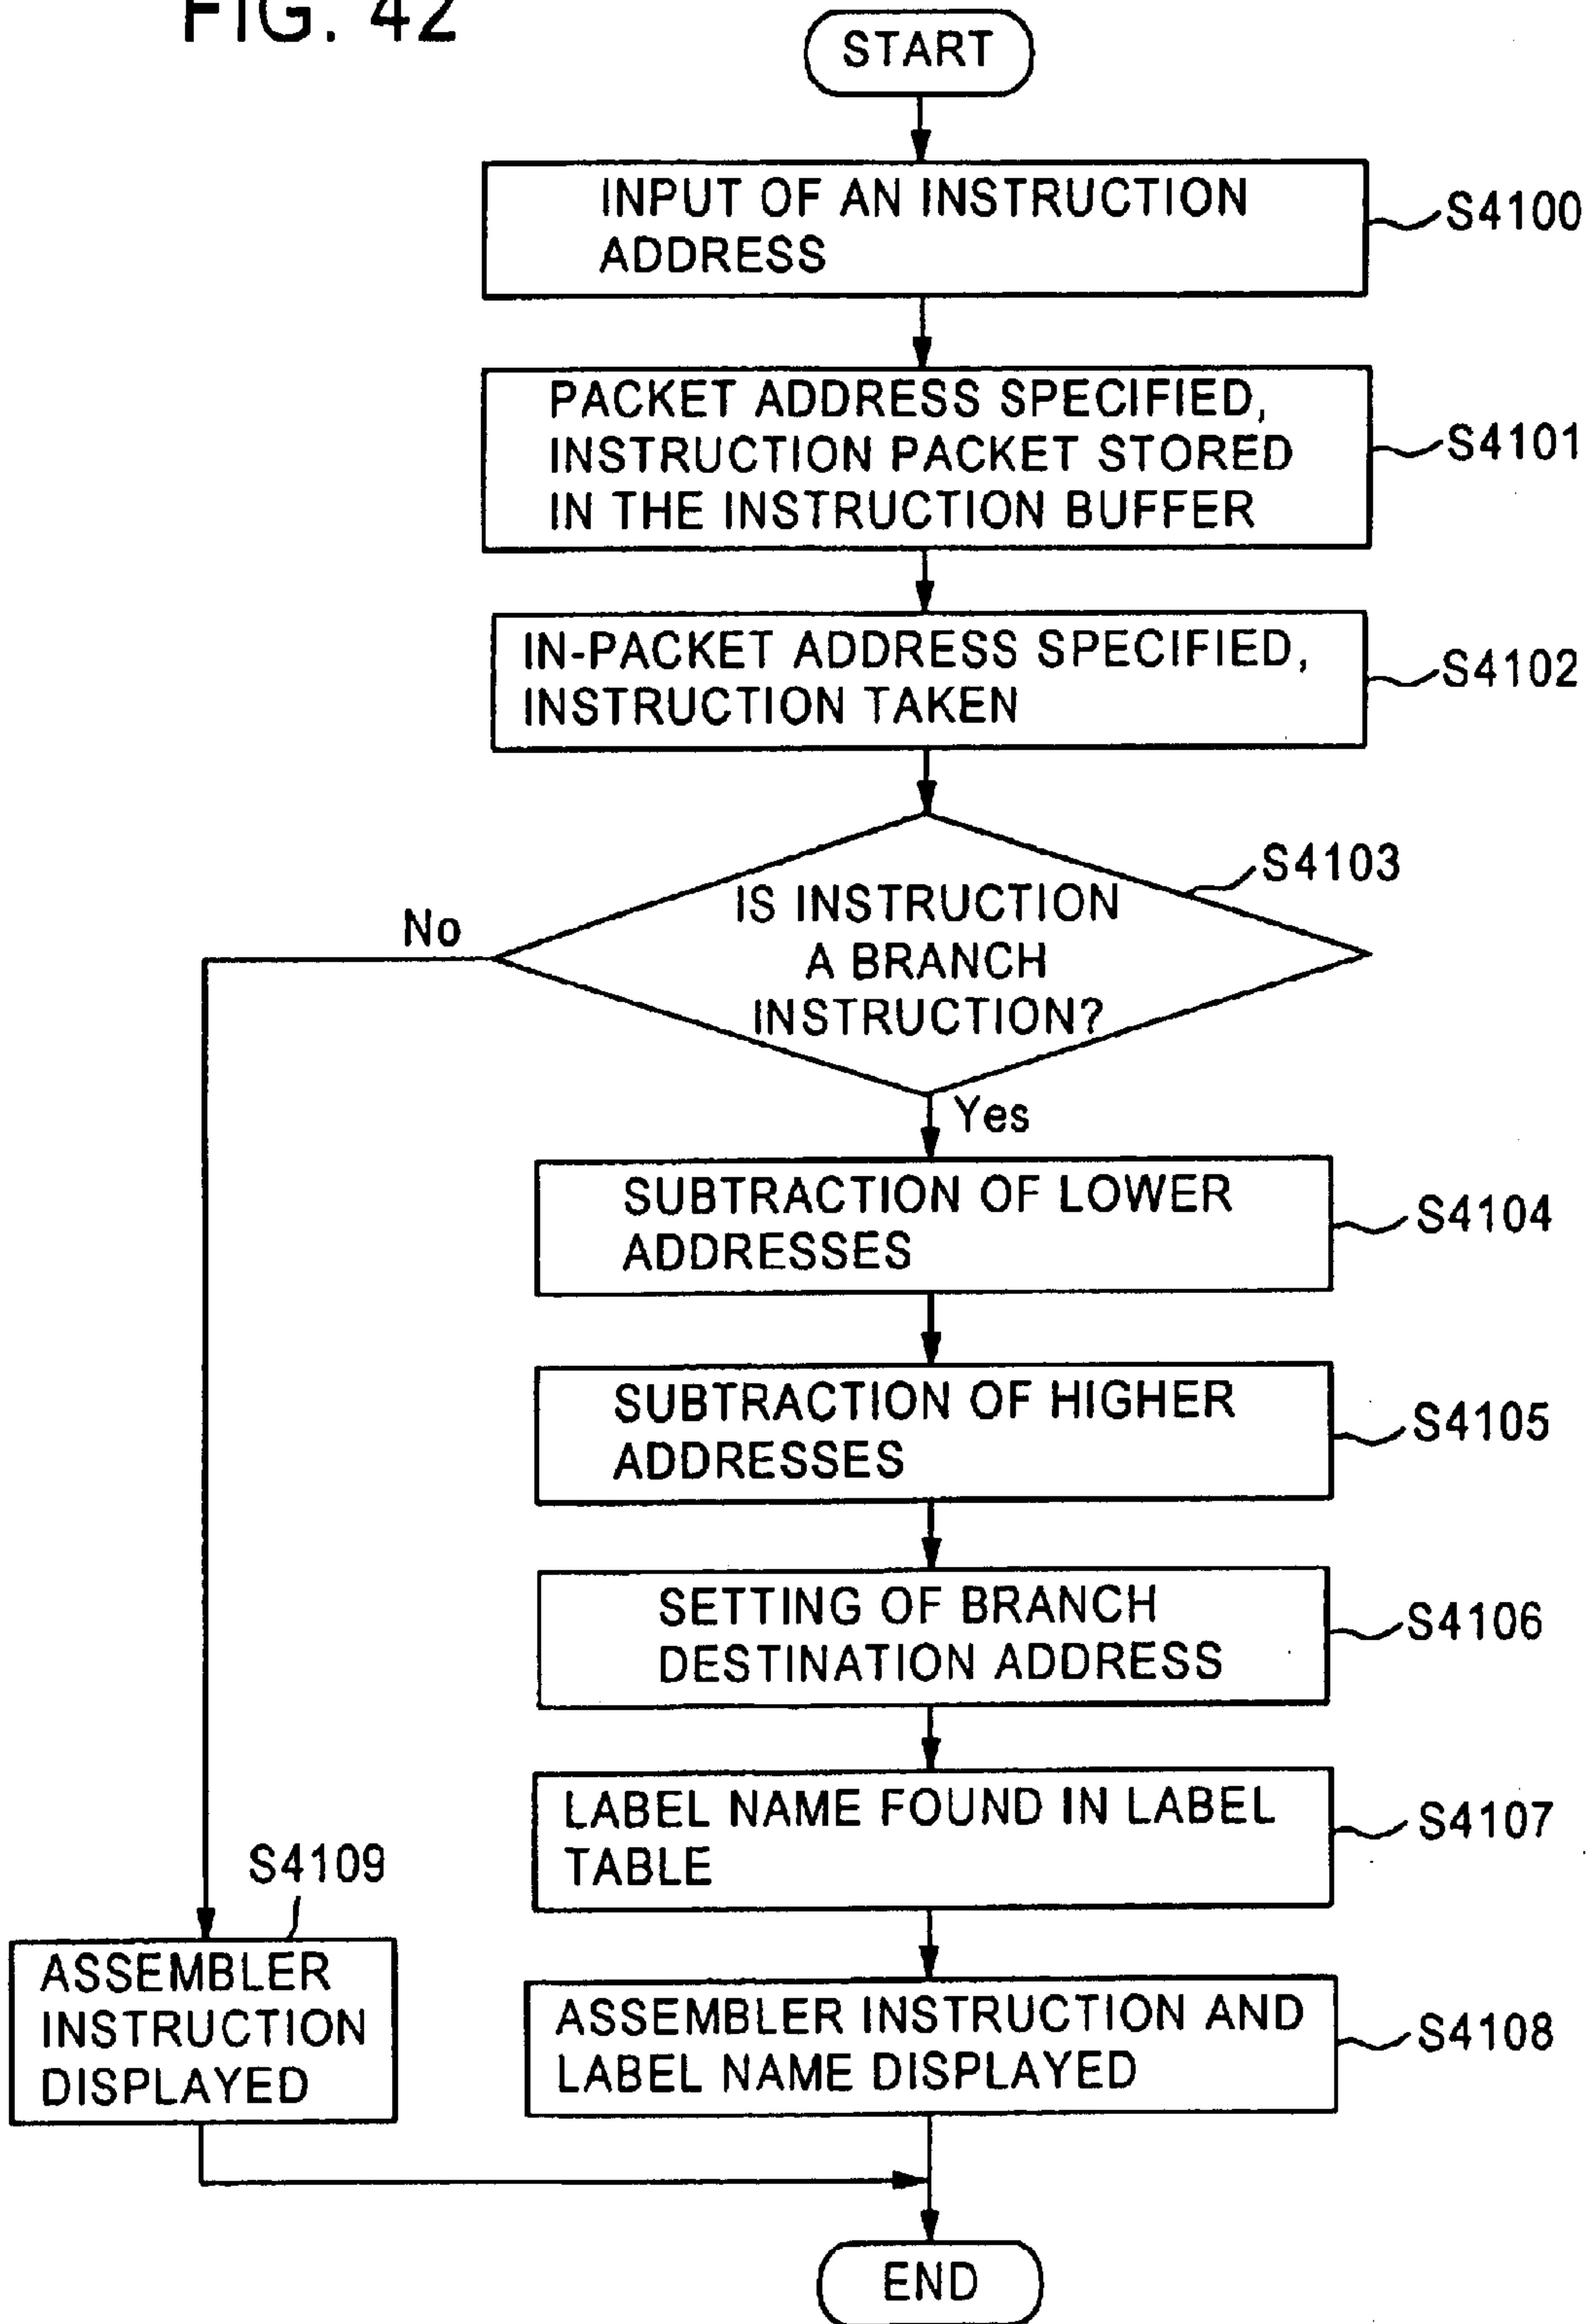 FIG. 42
START
INPUT OF AN INSTRUCTION
ADDRESS
S4100
PACKET ADDRESS SPECIFIED,
INSTRUCTION PACKET STORED
IN THE INSTRUCTION BUFFER
S4101
IN-PACKET ADDRESS SPECIFIED,
INSTRUCTION TAKEN
S4102
S4103
IS INSTRUCTION
A BRANCH
INSTRUCTION?
No
Yes
SUBTRACTION OF LOWER
ADDRESSES
S4104
SUBTRACTION OF HIGHER
ADDRESSES
S4105
SETTING OF BRANCH
DESTINATION ADDRESS
S4106
LABEL NAME FOUND IN LABEL
TABLE
S4107
S4109
ASSEMBLER
INSTRUCTION
DISPLAYED
ASSEMBLER INSTRUCTION AND
LABEL NAME DISPLAYED
S4108
END